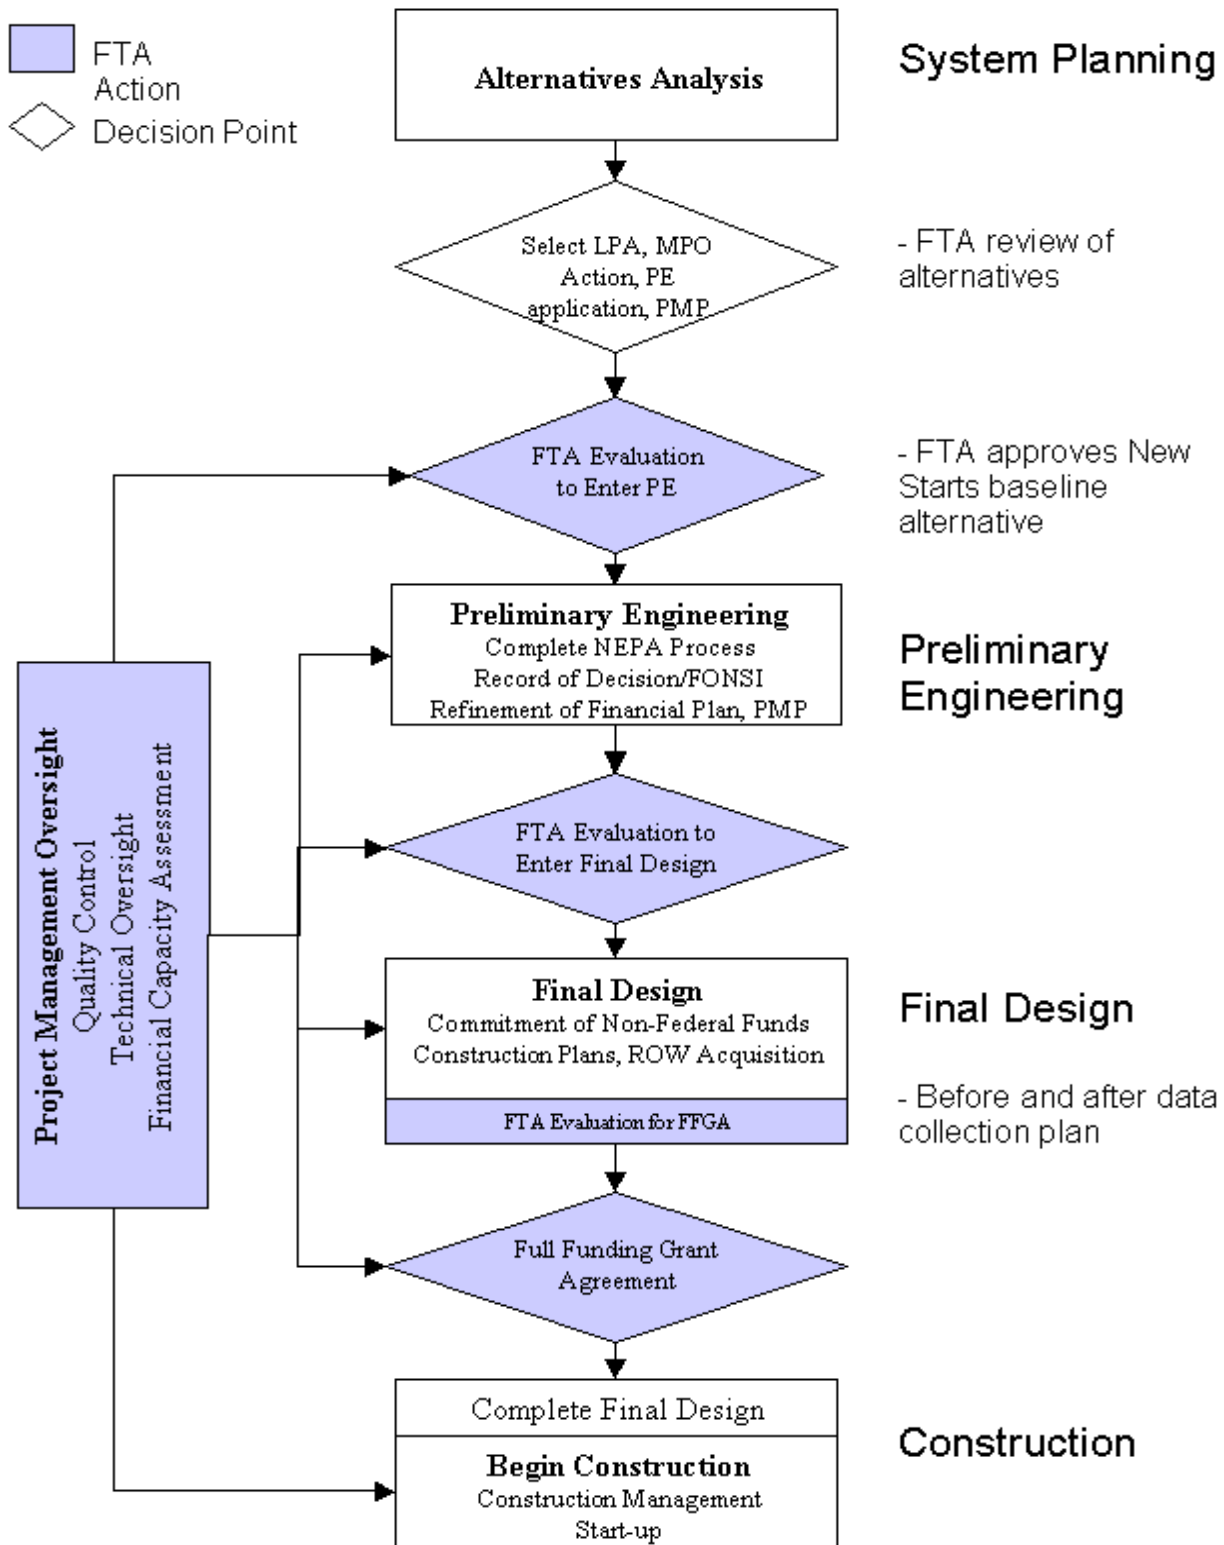 FTA
Action
Decision Point
Alternatives Analysis
System Planning
Select LPA, MPO
Action, PE
application, PMP
- FTA review of
alternatives
FTA Evaluation
to Enter PE
- FTA approves New
Starts baseline
alternative
Preliminary Engineering
Complete NEPA Process
Record of Decision/FONSI
Refinement of Financial Plan, PMP
Preliminary
Engineering
Project Management Oversight
Quality Control
Technical Oversight
Financial Capacity Assessment
FTA Evaluation to
Enter Final Design
Final Design
Commitment of Non-Federal Funds
Construction Plans, ROW Acquisition
FTA Evaluation for FFGA
Final Design
- Before and after data
collection plan
Full Funding Grant
Agreement
Complete Final Design
Begin Construction
Construction Management
Start-up
Construction